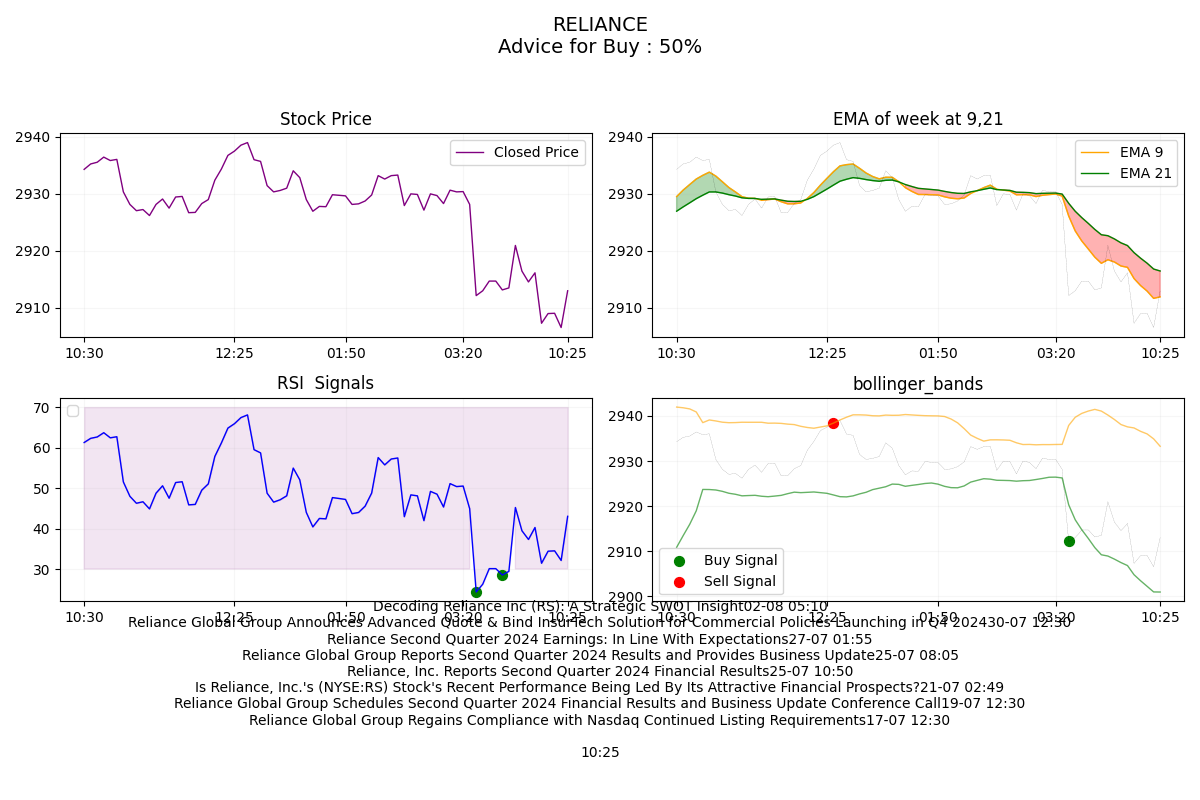 RELIANCE
Advice for Buy : 50%
Stock Price
2940
2930
2920
2910
Closed Price
10:30
12:25
01:50
03:20
10:25
EMA of week at 9,21
2940
2930
2920
2910
EMA 9
EMA 21
10:30
12:25
01:50
03:20
10:25
RSI Signals
70
60
50
40
30
10:30
12:25
01:50
03:20
10:25
bollinger_bands
2940
2930
2920
2910
2900
Buy Signal
Sell Signal
10:30
12:25
01:50
03:20
10:25
Decoding Reliance Inc (RS): A Strategic SWOT Insight02-08 05:10
Reliance Global Group Announces Advanced Quote & Bind InsurTech Solution for Commercial Policies Launching in Q4 202430-07 12:30
Reliance Second Quarter 2024 Earnings: In Line With Expectations27-07 01:55
Reliance Global Group Reports Second Quarter 2024 Results and Provides Business Update25-07 08:05
Reliance, Inc. Reports Second Quarter 2024 Financial Results25-07 10:50
Is Reliance, Inc.'s (NYSE:RS) Stock's Recent Performance Being Led By Its Attractive Financial Prospects?21-07 02:49
Reliance Global Group Schedules Second Quarter 2024 Financial Results and Business Update Conference Call19-07 12:30
Reliance Global Group Regains Compliance with Nasdaq Continued Listing Requirements17-07 12:30
10:25